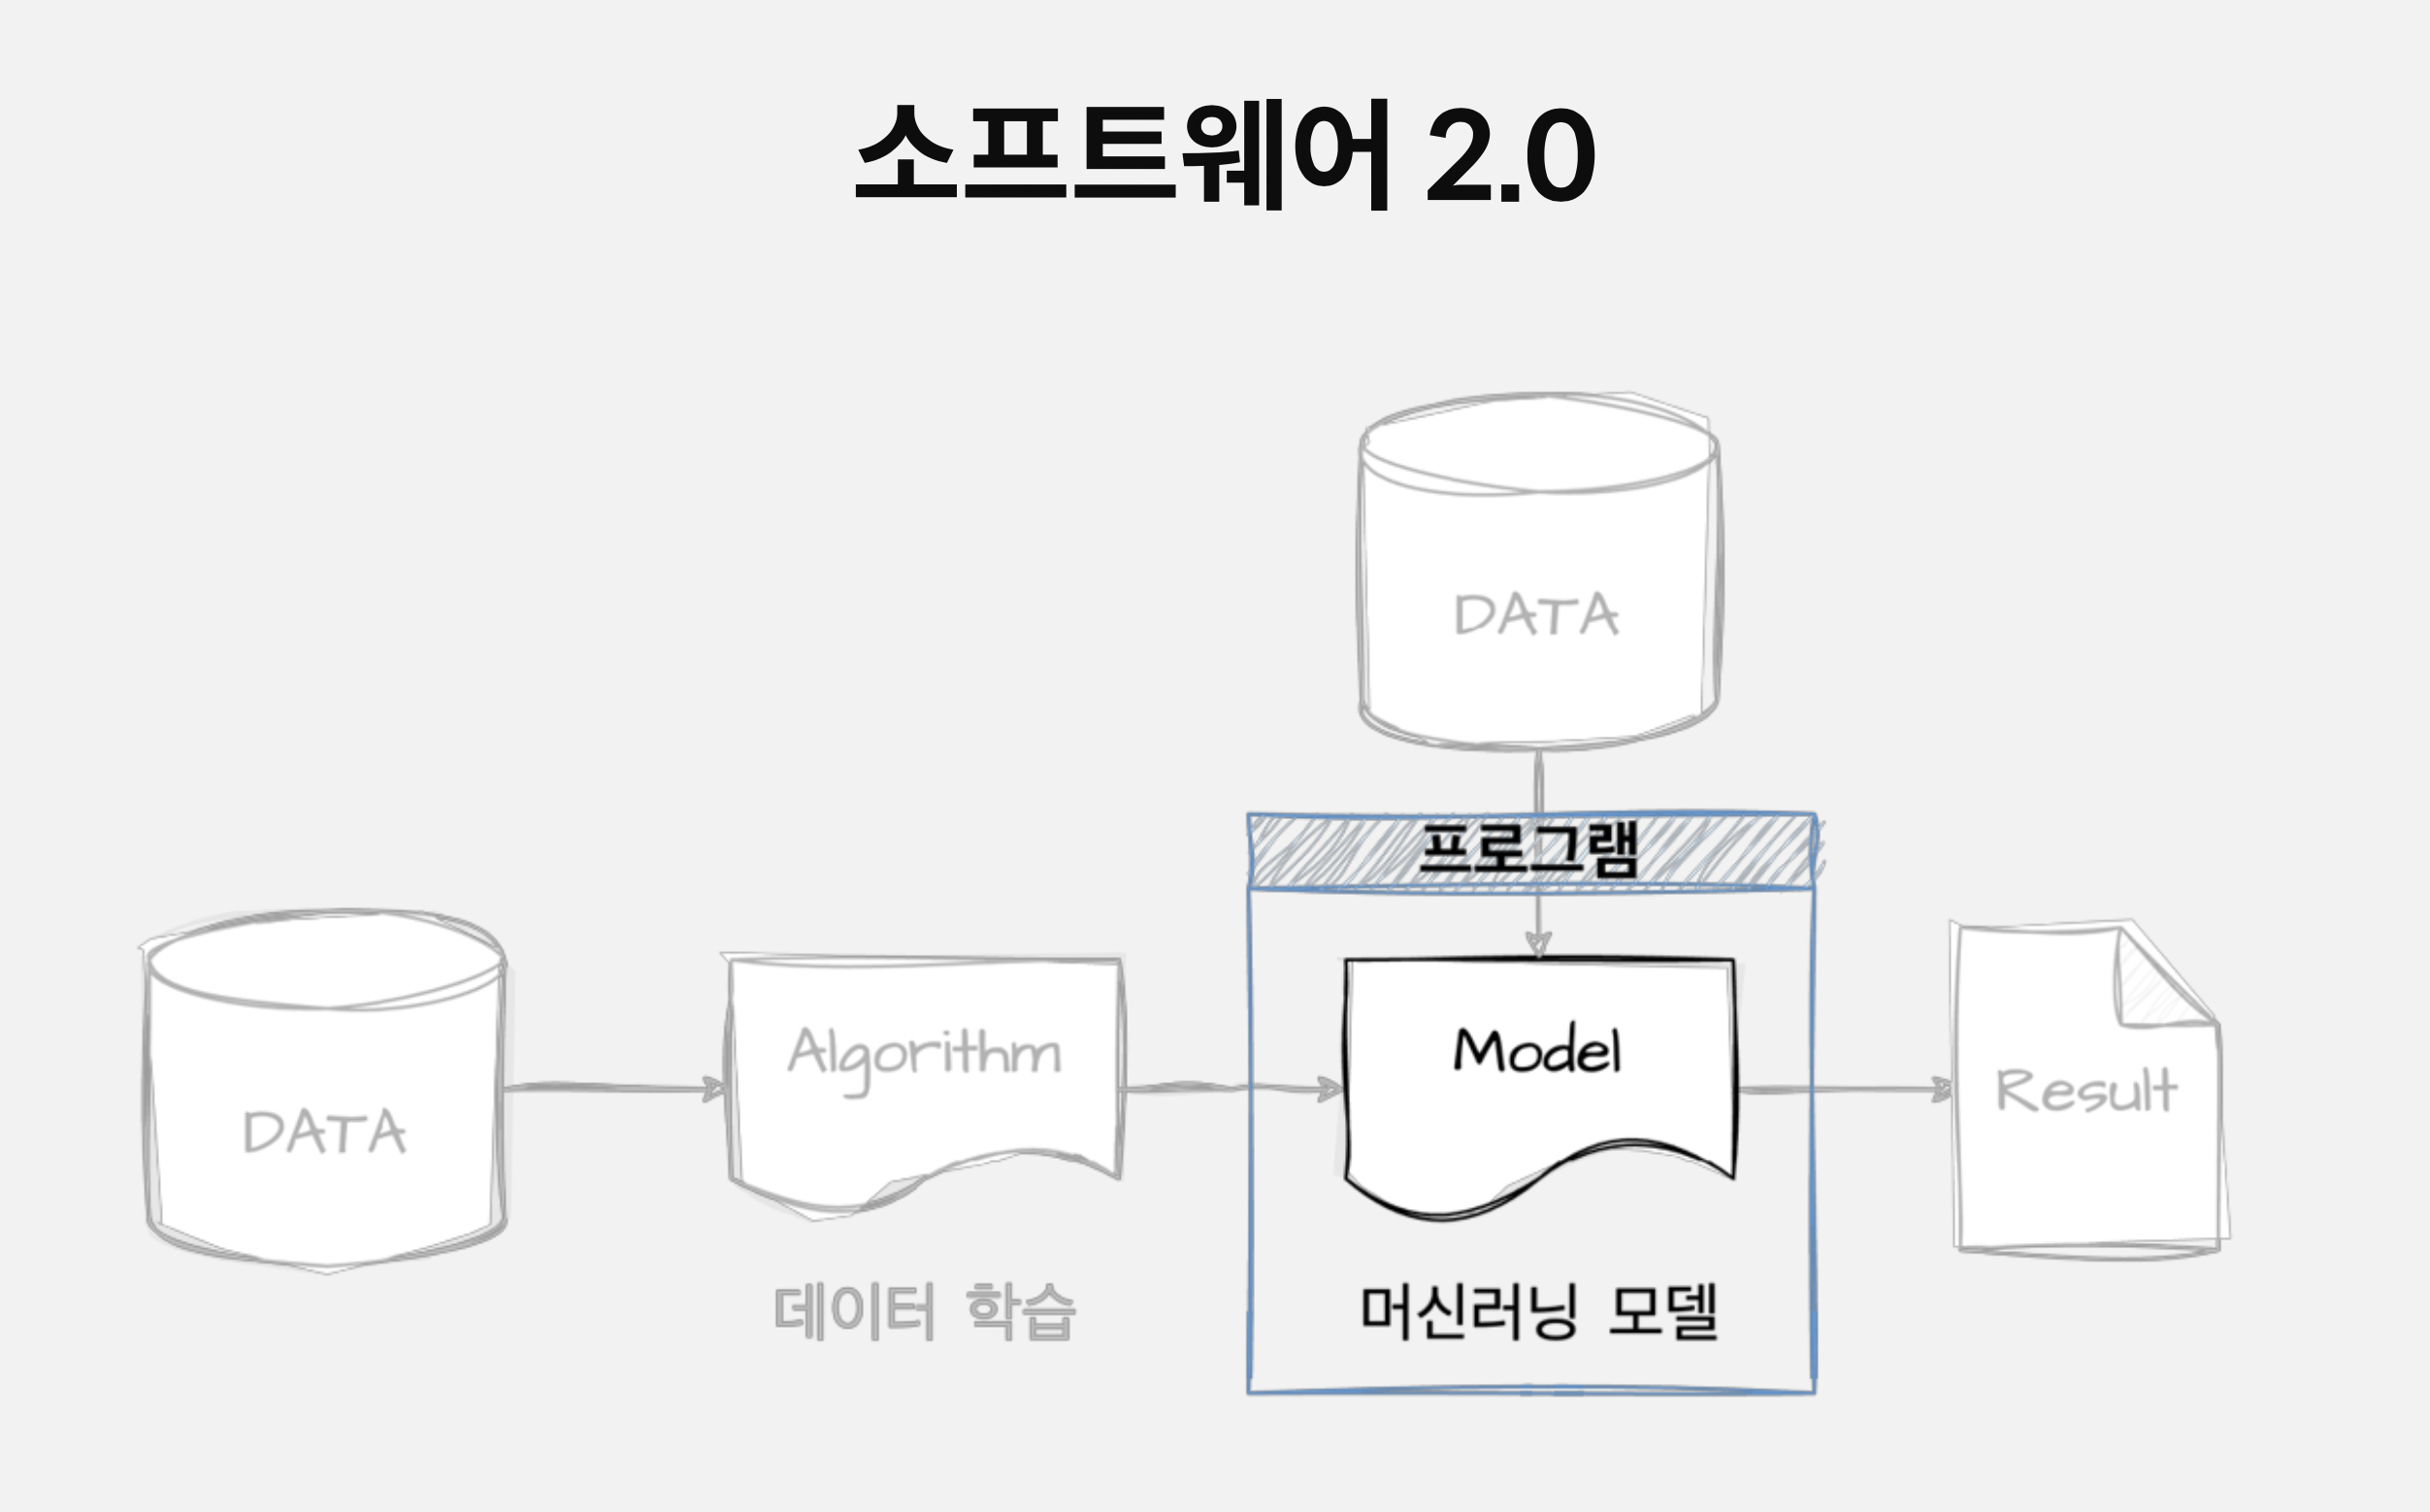 소프트웨어 2.0
DATA
프로그램
DATA
Algorithm
Model
Result
데이터 학습
머신러닝 모델